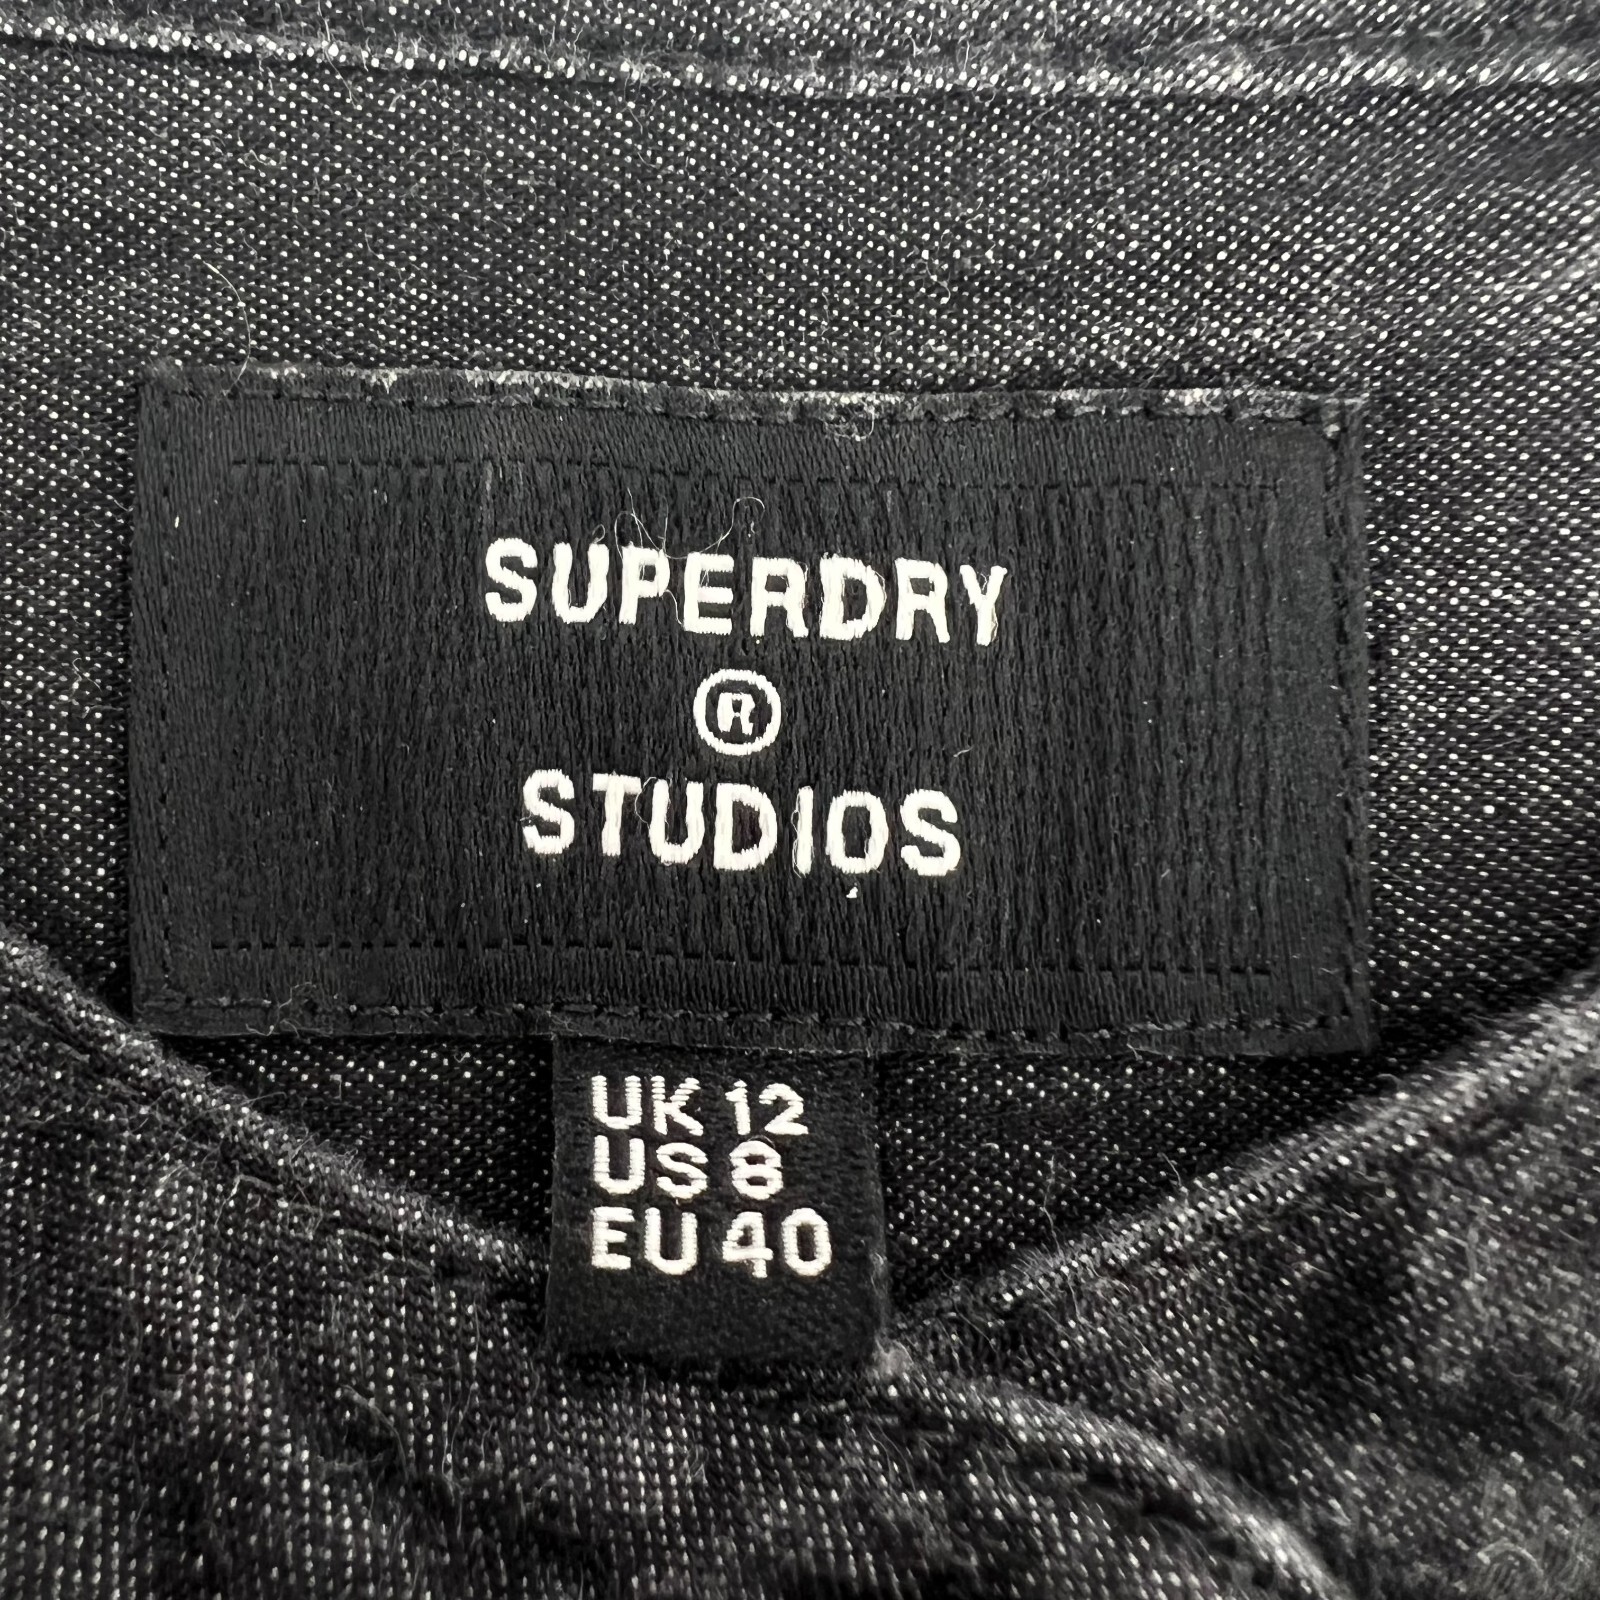 SUPERDRY
®
STUDIOS
UK 12
US 8
EU 40